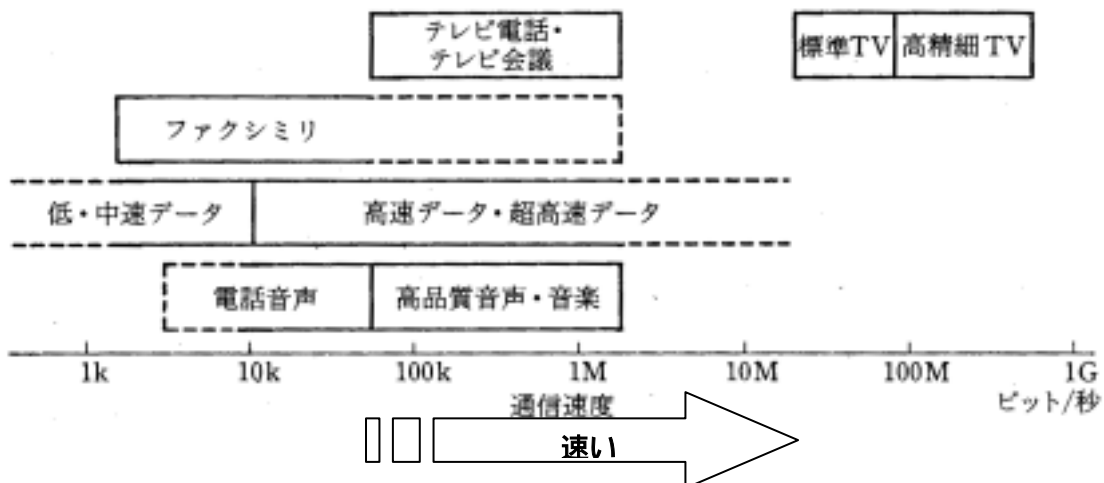 テレビ電話・
テレビ会議
標準TV
高精細TV
ファクシミリ
低・中速データ
高速データ・超高速データ
電話音声
高品質音声・音楽
1k
10k
100k
1M
10M
100M
1G
通信速度
ビット/秒
速い